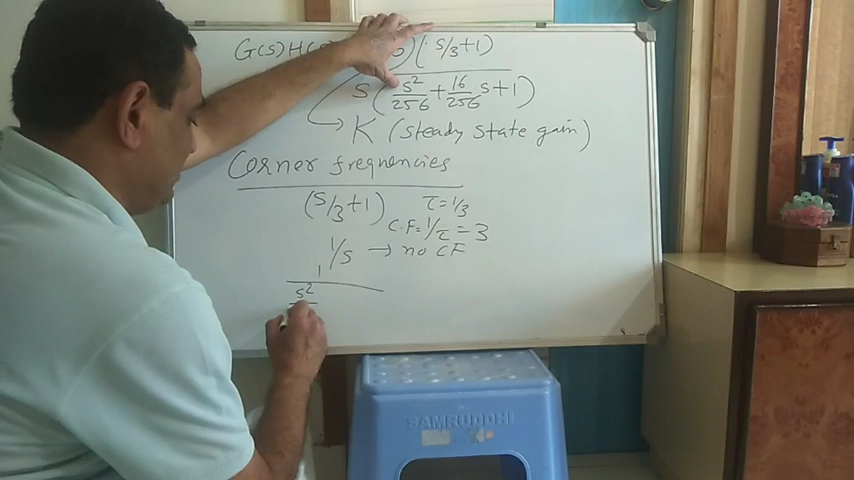 G(S)H( )(S/3+1)
S(S²/256+16/256 S+1)
→ K (Steady State gain)
Corner frequencies
(S/3+1) τ=1/3
C.F=1/τ=3
1/S → no CF
1
S²
SAMRUDDHI